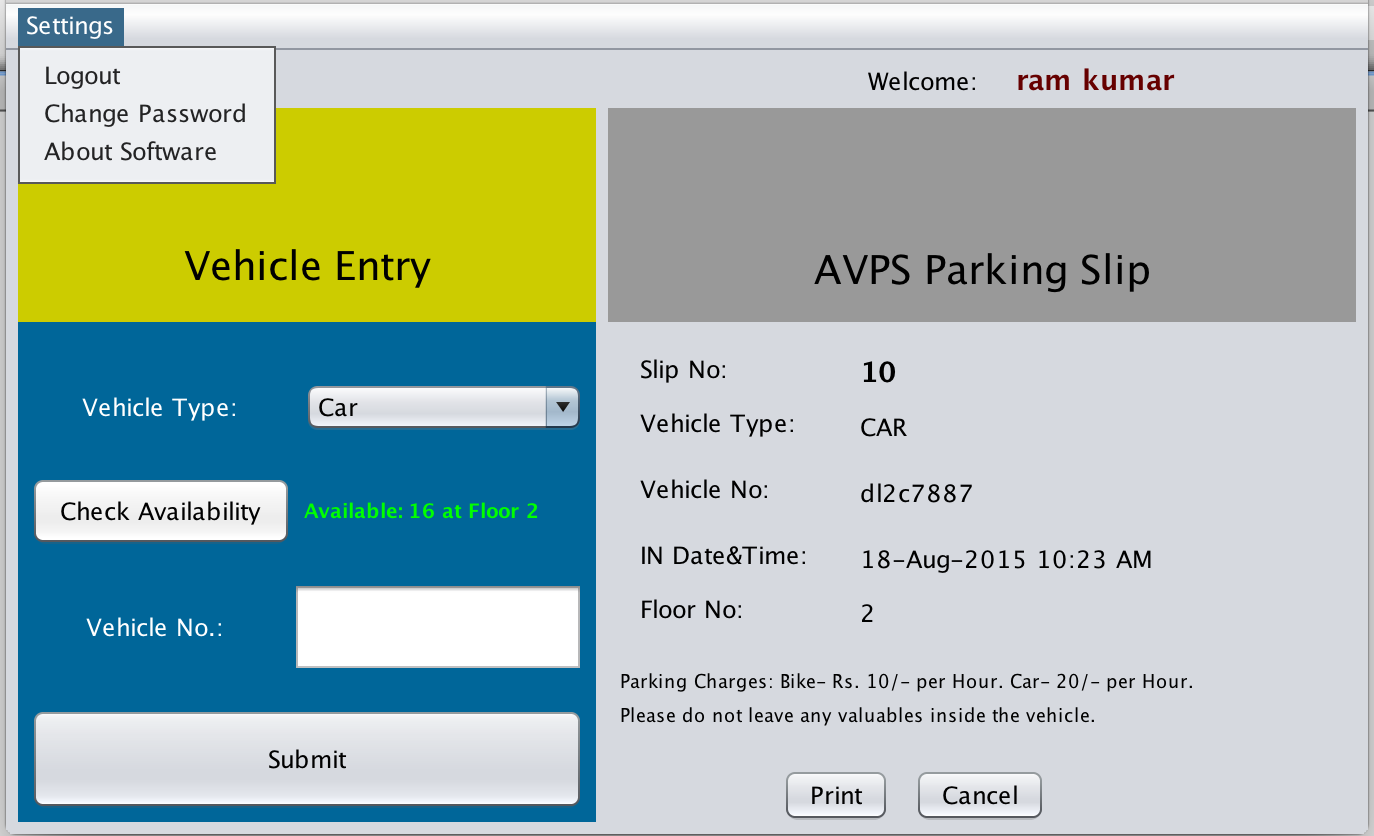 Settings
Logout
Change Password
About Software
Welcome: ram kumar
Vehicle Entry
Vehicle Type: Car
Check Availability Available: 16 at Floor 2
Vehicle No.:
Submit
AVPS Parking Slip
Slip No: 10
Vehicle Type: CAR
Vehicle No: dl2c7887
IN Date&Time: 18-Aug-2015 10:23 AM
Floor No: 2
Parking Charges: Bike- Rs. 10/- per Hour. Car- 20/- per Hour.
Please do not leave any valuables inside the vehicle.
Print Cancel